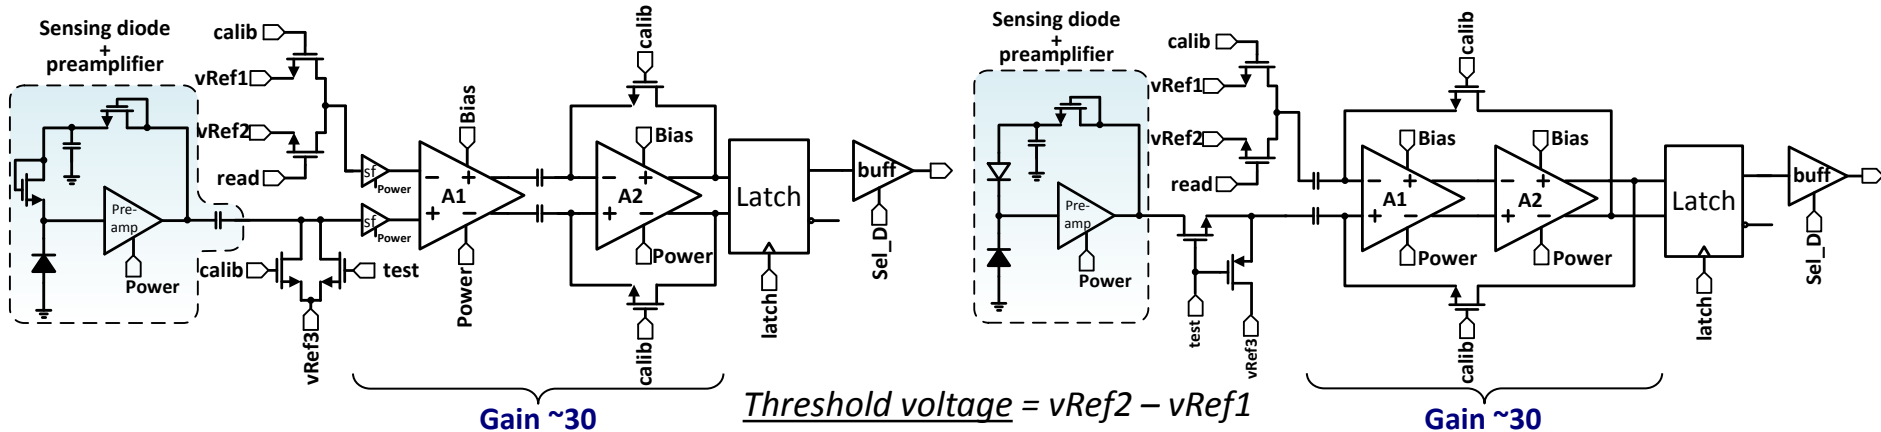 Sensing diode
+
preamplifier
calib
vRef1
vRef2
read
Pre-
amp
Power
calib
test
vRef3
sf
Power
sf
Power
−
+
A1
Bias
Power
calib
−
+
+
−
A2
Bias
Power
calib
Latch
latch
buff
Sel_D
Gain ~30
Threshold voltage = vRef2 – vRef1
Sensing diode
+
preamplifier
calib
vRef1
vRef2
read
Pre-
amp
Power
test
vRef3
calib
−
+
+
−
A1
Bias
Power
−
+
+
−
A2
Bias
Power
calib
Latch
latch
buff
Sel_D
Gain ~30